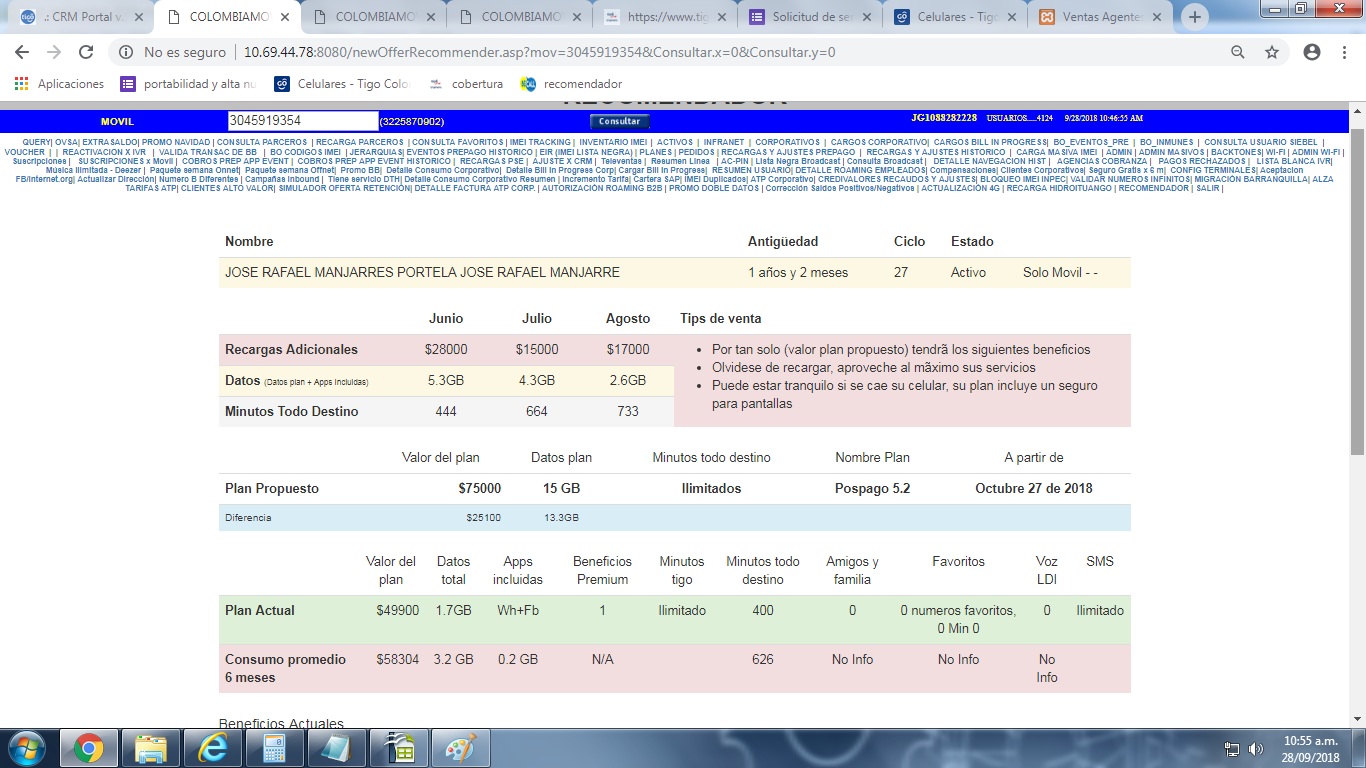 .: CRM Portal v. COLOMBIAMO COLOMBIAMO COLOMBIAMO https://www.tig Solicitud de se Celulares - Tigo Ventas Agente
No es seguro | 10.69.44.78:8080/newOfferRecommender.asp?mov=3045919354&Consultar.x=0&Consultar.y=0
Aplicaciones portabilidad y alta nu Celulares - Tigo Colo cobertura recomendador
RECOMENDADOR
MOVIL 3045919354 (3225870902) Consultar JG1088282228 USUARIOS.....4124 9/28/2018 10:46:55 AM
QUERY| OVSA| EXTRASALDO| PROMO NAVIDAD | CONSULTA PARCEROS | RECARGA PARCEROS | CONSULTA FAVORITOS | IMEI TRACKING | INVENTARIO IMEI | ACTIVOS | INFRANET | CORPORATIVOS | CARGOS CORPORATIVO| CARGOS BILL IN PROGRESS| BO_EVENTOS_PRE | BO_INMUNES | CONSULTA USUARIO SIEBEL |
VOUCHER | | REACTIVACION X IVR | VALIDA TRANSAC DE BB | BO CODIGOS IMEI | JERARQUIAS| EVENTOS PREPAGO HISTORICO | EIR (IMEI LISTA NEGRA) | PLANES | PEDIDOS | RECARGAS Y AJUSTES PREPAGO | RECARGAS Y AJUSTES HISTORICO | CARGA MASIVA IMEI | ADMIN | ADMIN MASIVOS | BACKTONES| WI-FI | ADMIN WI-FI |
Suscripciones | SUSCRIPCIONES x Movil | COBROS PREP APP EVENT | COBROS PREP APP EVENT HISTORICO | RECARGAS PSE | AJUSTE X CRM | Televentas | Resumen Linea | AC-PIN | Lista Negra Broadcast | Consulta Broadcast | DETALLE NAVEGACION HIST | AGENCIAS COBRANZA | PAGOS RECHAZADOS | LISTA BLANCA IVR|
Música Ilimitada - Deezer | Paquete semana Onnet| Paquete semana Offnet| Promo BB| Detalle Consumo Corporativo| Detalle Bill In Progress Corp| Cargar Bill In Progress| RESUMEN USUARIO| DETALLE ROAMING EMPLEADOS| Compensaciones| Clientes Corporativos| Seguro Gratis x 6 m| CONFIG TERMINALES| Aceptacion
FB/Internet.org| Actualizar Dirección| Numero B Diferentes | Campañas Inbound | Tiene servicio DTH| Detalle Consumo Corporativo Resumen | Incremento Tarifa| Cartera SAP| IMEI Duplicados| ATP Corporativo| CREDIVALORES RECAUDOS Y AJUSTES| BLOQUEO IMEI INPEC| VALIDAR NUMEROS INFINITOS| MIGRACIÓN BARRANQUILLA| ALZA
TARIFAS ATP| CLIENTES ALTO VALOR| SIMULADOR OFERTA RETENCIÓN| DETALLE FACTURA ATP CORP. | AUTORIZACIÓN ROAMING B2B | PROMO DOBLE DATOS | Corrección Saldos Positivos/Negativos | ACTUALIZACIÓN 4G | RECARGA HIDROITUANGO | RECOMENDADOR | SALIR |
Nombre Antigüedad Ciclo Estado
JOSE RAFAEL MANJARRES PORTELA JOSE RAFAEL MANJARRE 1 años y 2 meses 27 Activo Solo Movil - -
Junio Julio Agosto Tips de venta
Recargas Adicionales $28000 $15000 $17000
Datos (Datos plan + Apps incluidas) 5.3GB 4.3GB 2.6GB
Minutos Todo Destino 444 664 733
• Por tan solo (valor plan propuesto) tendrã los siguientes beneficios
• Olvidese de recargar, aproveche al mãximo sus servicios
• Puede estar tranquilo si se cae su celular, su plan incluye un seguro
para pantallas
Valor del plan Datos plan Minutos todo destino Nombre Plan A partir de
Plan Propuesto $75000 15 GB Ilimitados Pospago 5.2 Octubre 27 de 2018
Diferencia $25100 13.3GB
Valor del Datos Apps Beneficios Minutos Minutos todo Amigos y Favoritos Voz SMS
plan total incluidas Premium tigo destino familia LDI
Plan Actual $49900 1.7GB Wh+Fb 1 Ilimitado 400 0 0 numeros favoritos, 0 Ilimitado
0 Min 0
Consumo promedio $58304 3.2 GB 0.2 GB N/A 626 No Info No Info No
6 meses Info
Beneficios Actuales
10:55 a.m.
28/09/2018